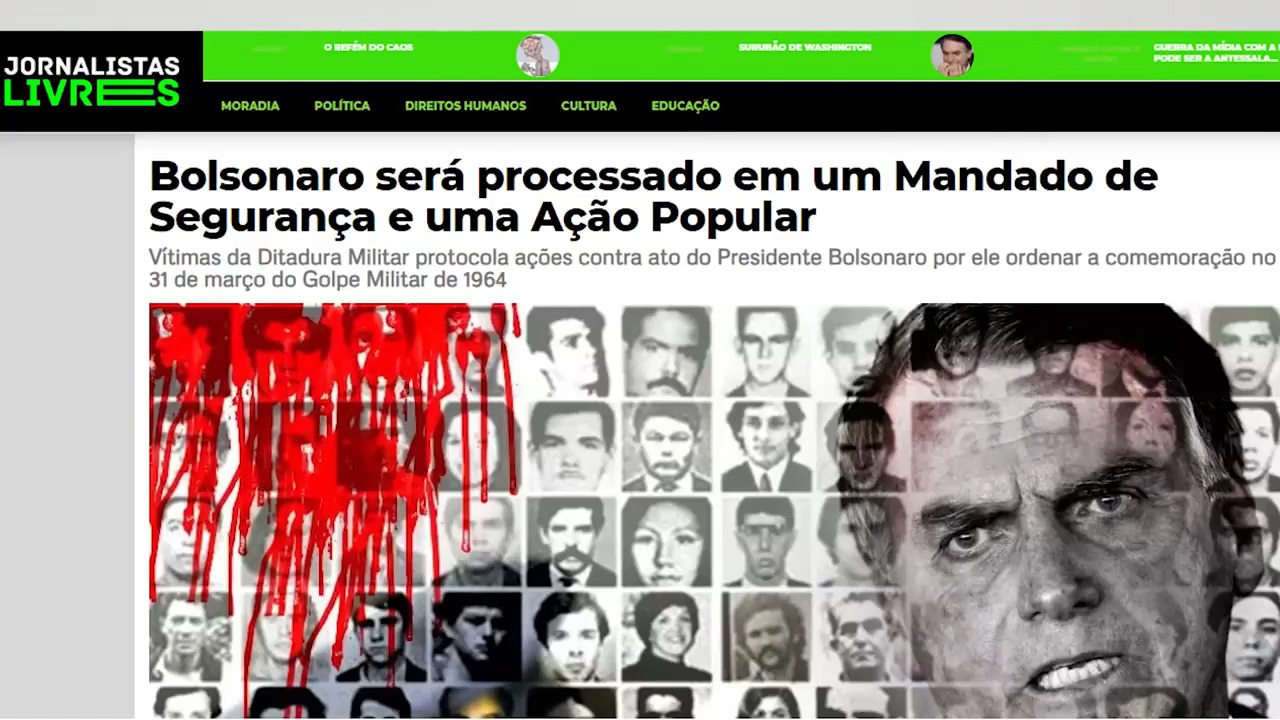 JORNALISTAS
LIVRES
O REFÉM DO CAOS
SURUBÃO DE WASHINGTON
GUERRA DA MÍDIA COM A
PODE SER A ANTESSALA...
MORADIA POLÍTICA DIREITOS HUMANOS CULTURA EDUCAÇÃO
Bolsonaro será processado em um Mandado de
Segurança e uma Ação Popular
Vítimas da Ditadura Militar protocola ações contra ato do Presidente Bolsonaro por ele ordenar a comemoração no
31 de março do Golpe Militar de 1964